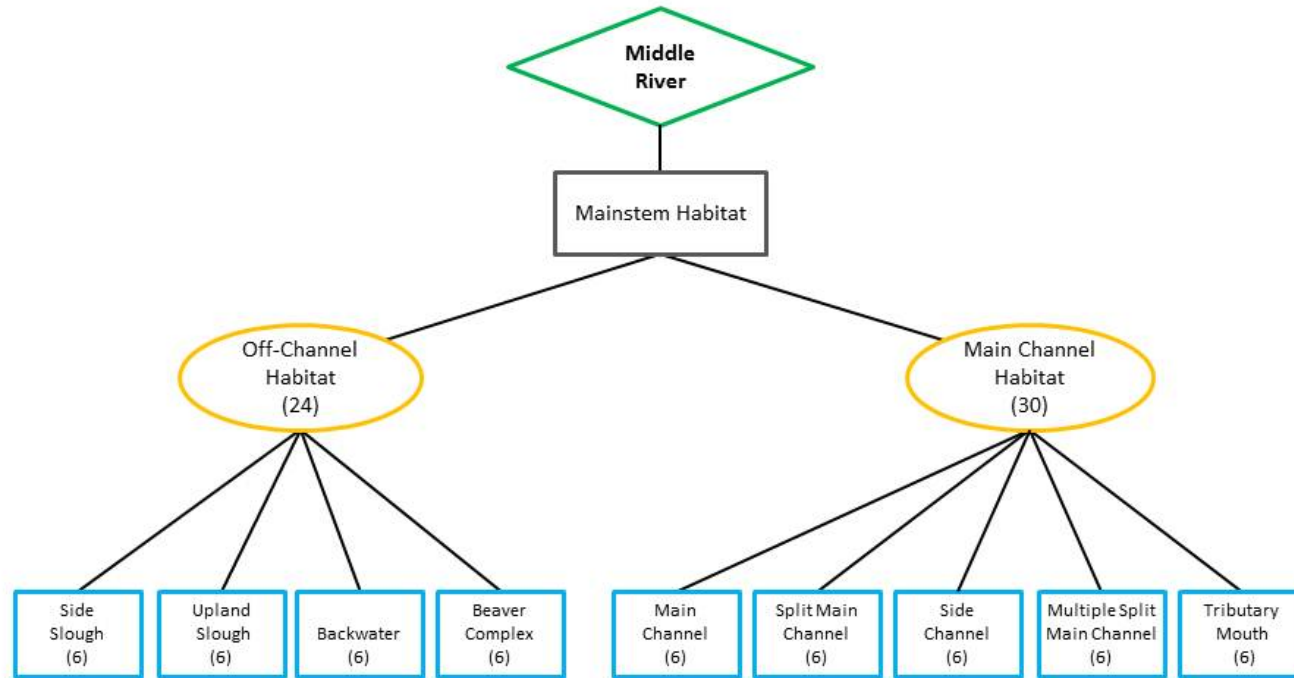 Middle
River
Mainstem Habitat
Off-Channel
Habitat
(24)
Main Channel
Habitat
(30)
Side
Slough
(6)
Upland
Slough
(6)
Backwater
(6)
Beaver
Complex
(6)
Main
Channel
(6)
Split Main
Channel
(6)
Side
Channel
(6)
Multiple Split
Main Channel
(6)
Tributary
Mouth
(6)